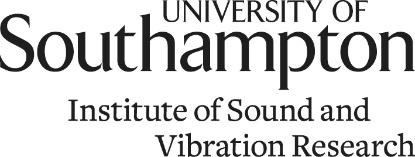 UNIVERSITY OF
Southampton
Institute of Sound and
Vibration Research